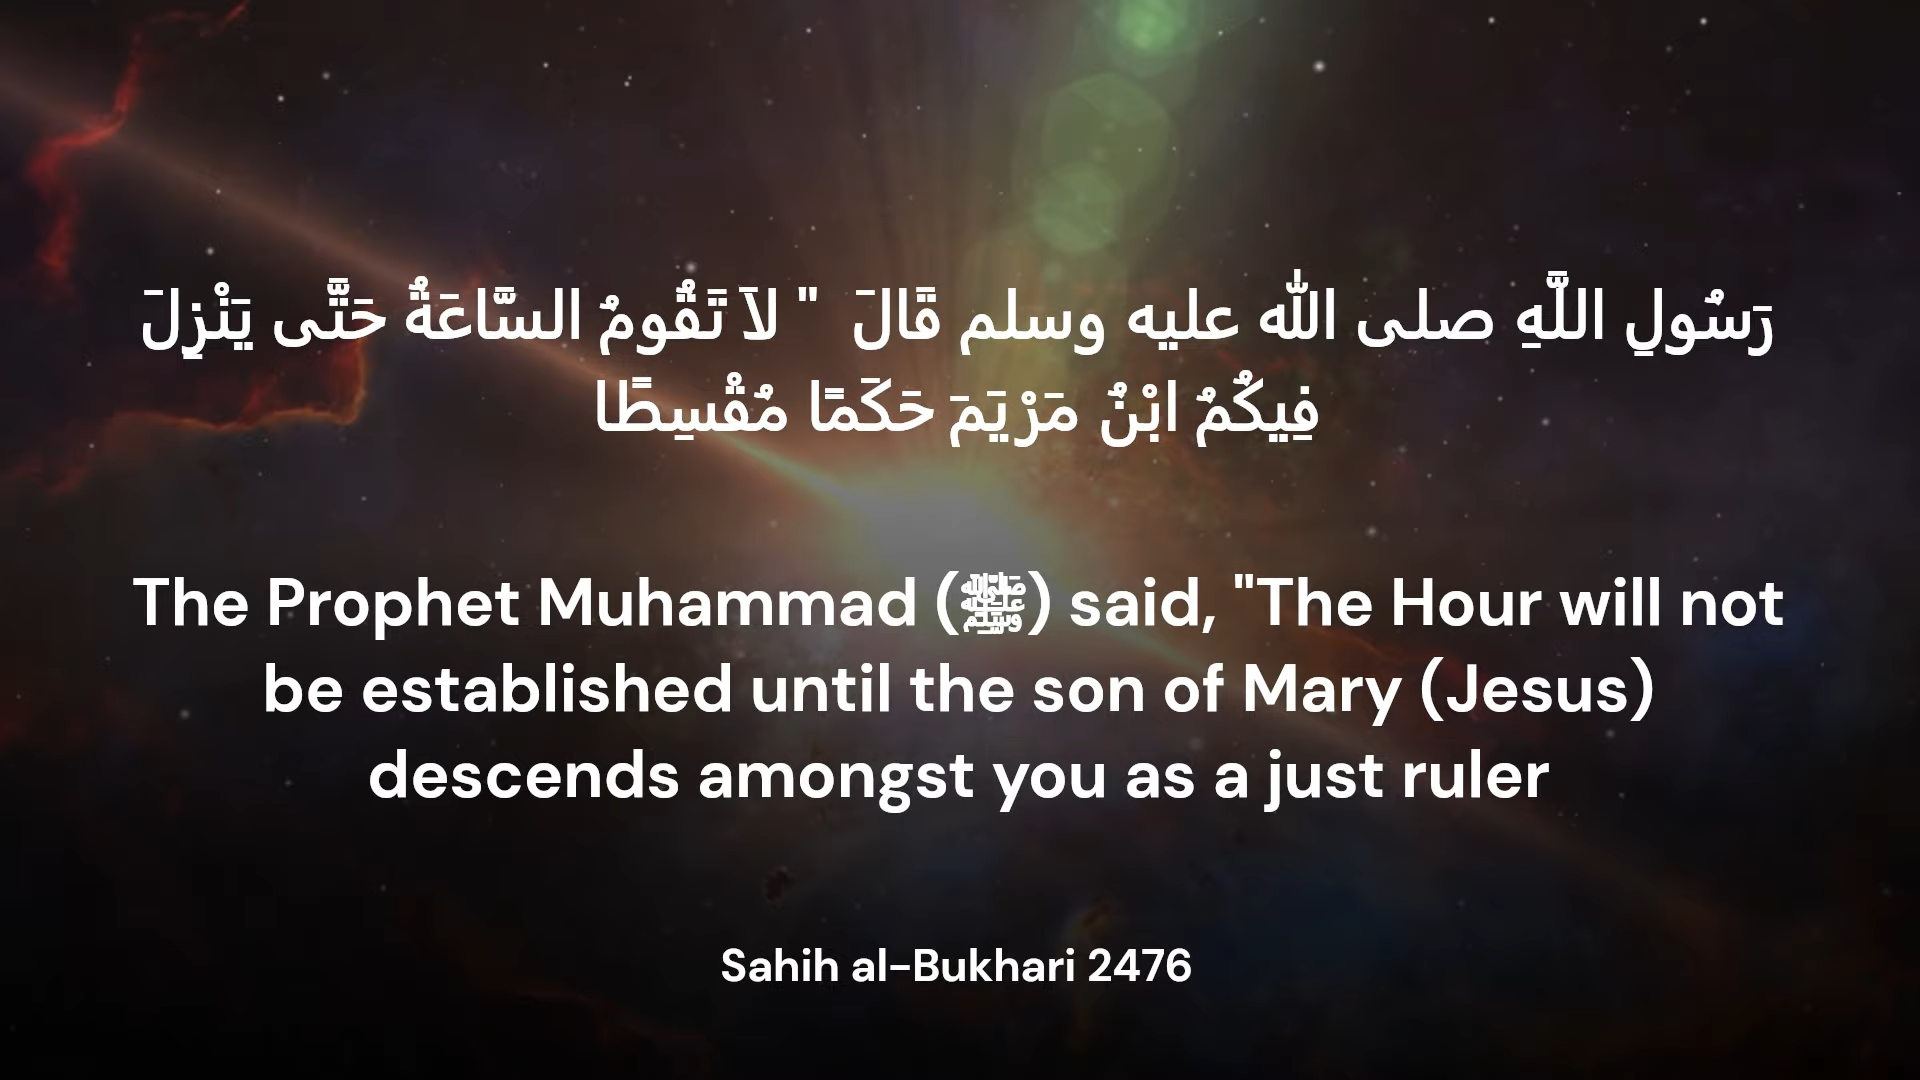 رَسُولِ اللَّهِ صلى الله عليه وسلم قَالَ " لاَ تَقُومُ السَّاعَةُ حَتَّى يَنْزِلَ
فِيكُمُ ابْنُ مَرْيَمَ حَكَمًا مُقْسِطًا
The Prophet Muhammad (ﷺ) said, "The Hour will not
be established until the son of Mary (Jesus)
descends amongst you as a just ruler
Sahih al-Bukhari 2476